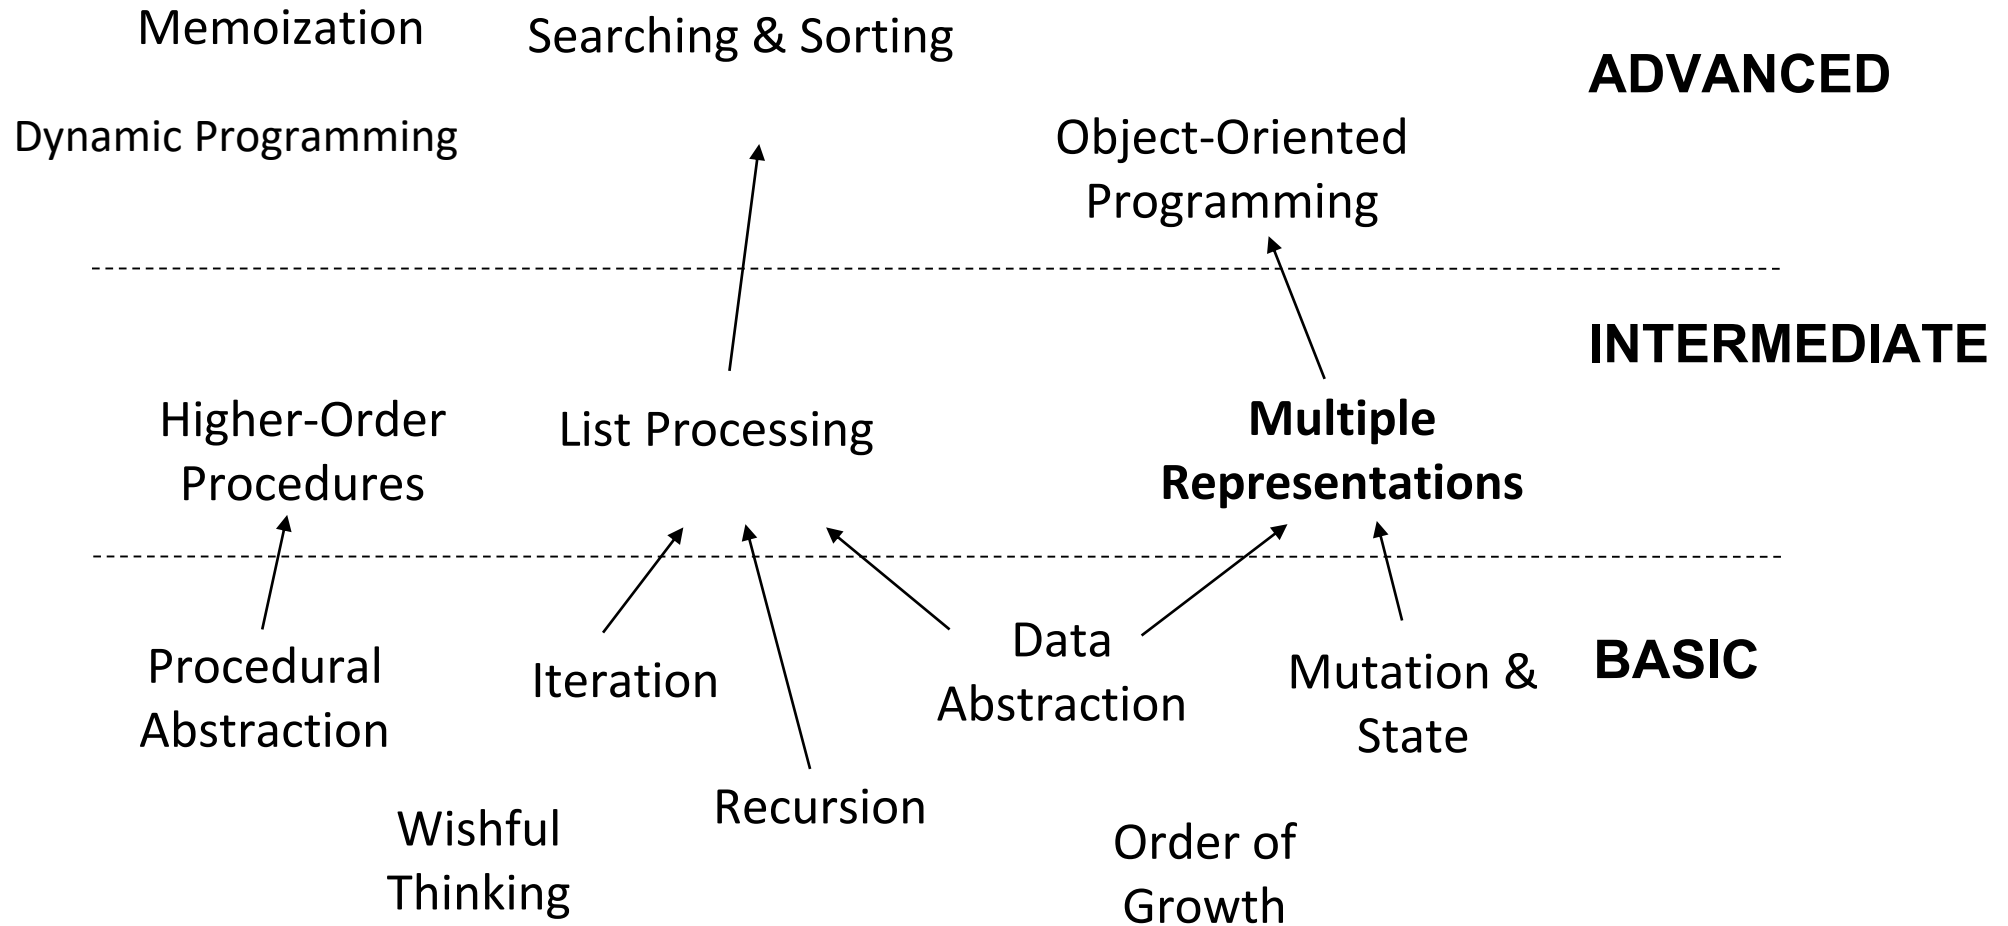 Memoization
Searching & Sorting
ADVANCED
Dynamic Programming
Object-Oriented
Programming
INTERMEDIATE
Higher-Order
Procedures
List Processing
Multiple
Representations
Procedural
Abstraction
Iteration
Data
Abstraction
Mutation &
State
BASIC
Wishful
Thinking
Recursion
Order of
Growth